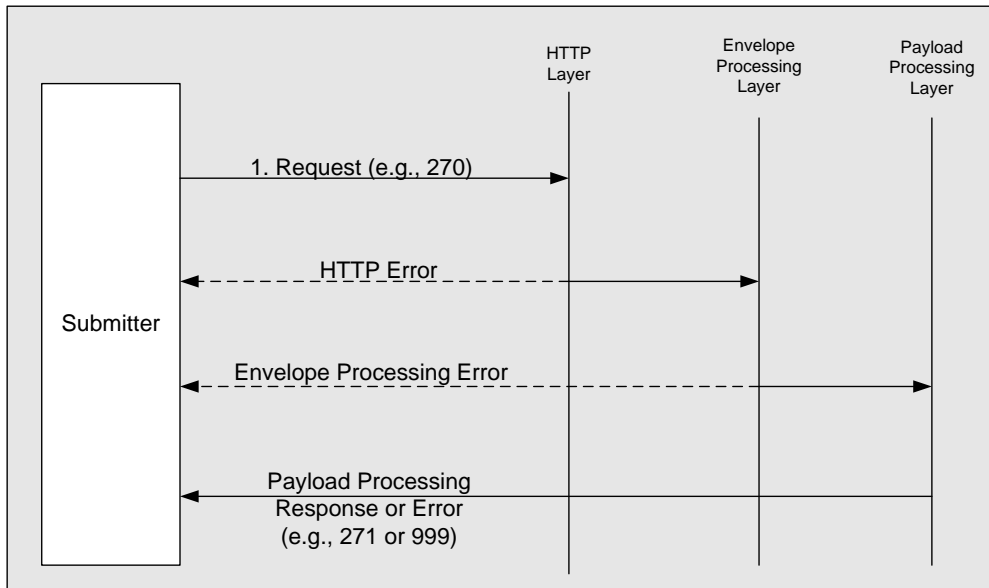 HTTP
Layer
Envelope
Processing
Layer
Payload
Processing
Layer
1. Request (e.g., 270)
HTTP Error
Submitter
Envelope Processing Error
Payload Processing
Response or Error
(e.g., 271 or 999)